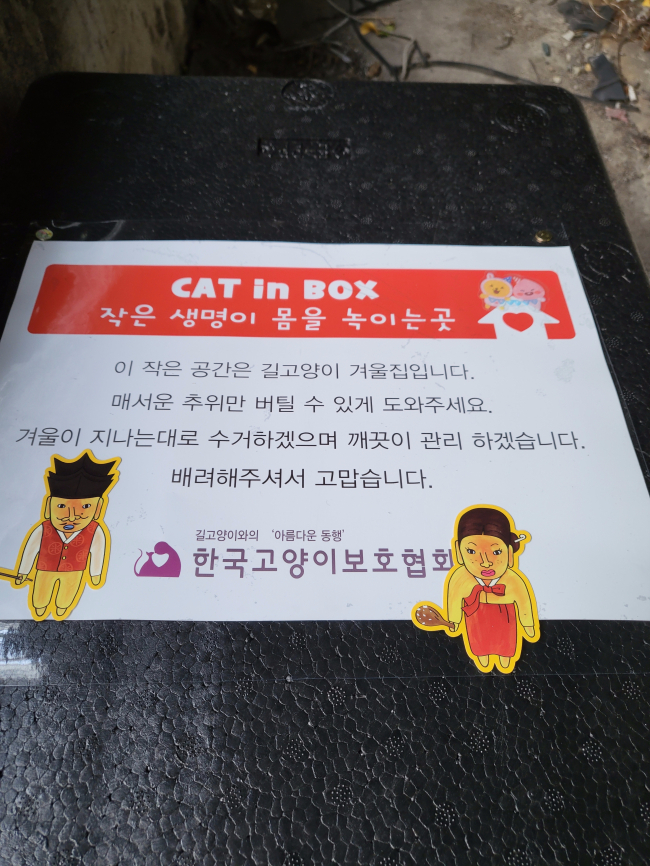 CAT in BOX
작은 생명이 몸을 녹이는곳
이 작은 공간은 길고양이 겨울집입니다.
매서운 추위만 버틸 수 있게 도와주세요.
겨울이 지나는대로 수거하겠으며 깨끗이 관리 하겠습니다.
배려해주셔서 고맙습니다.
길고양이와의 '아름다운 동행'
한국고양이보호협회